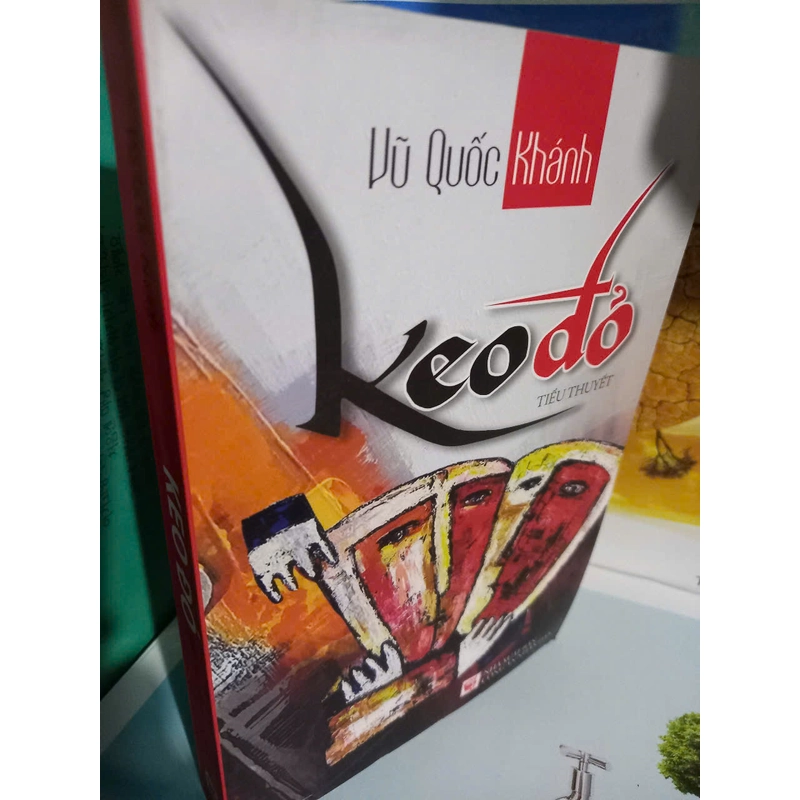 Vũ Quốc Khánh
Keo đỏ
TIỂU THUYẾT
KEO ĐỎ